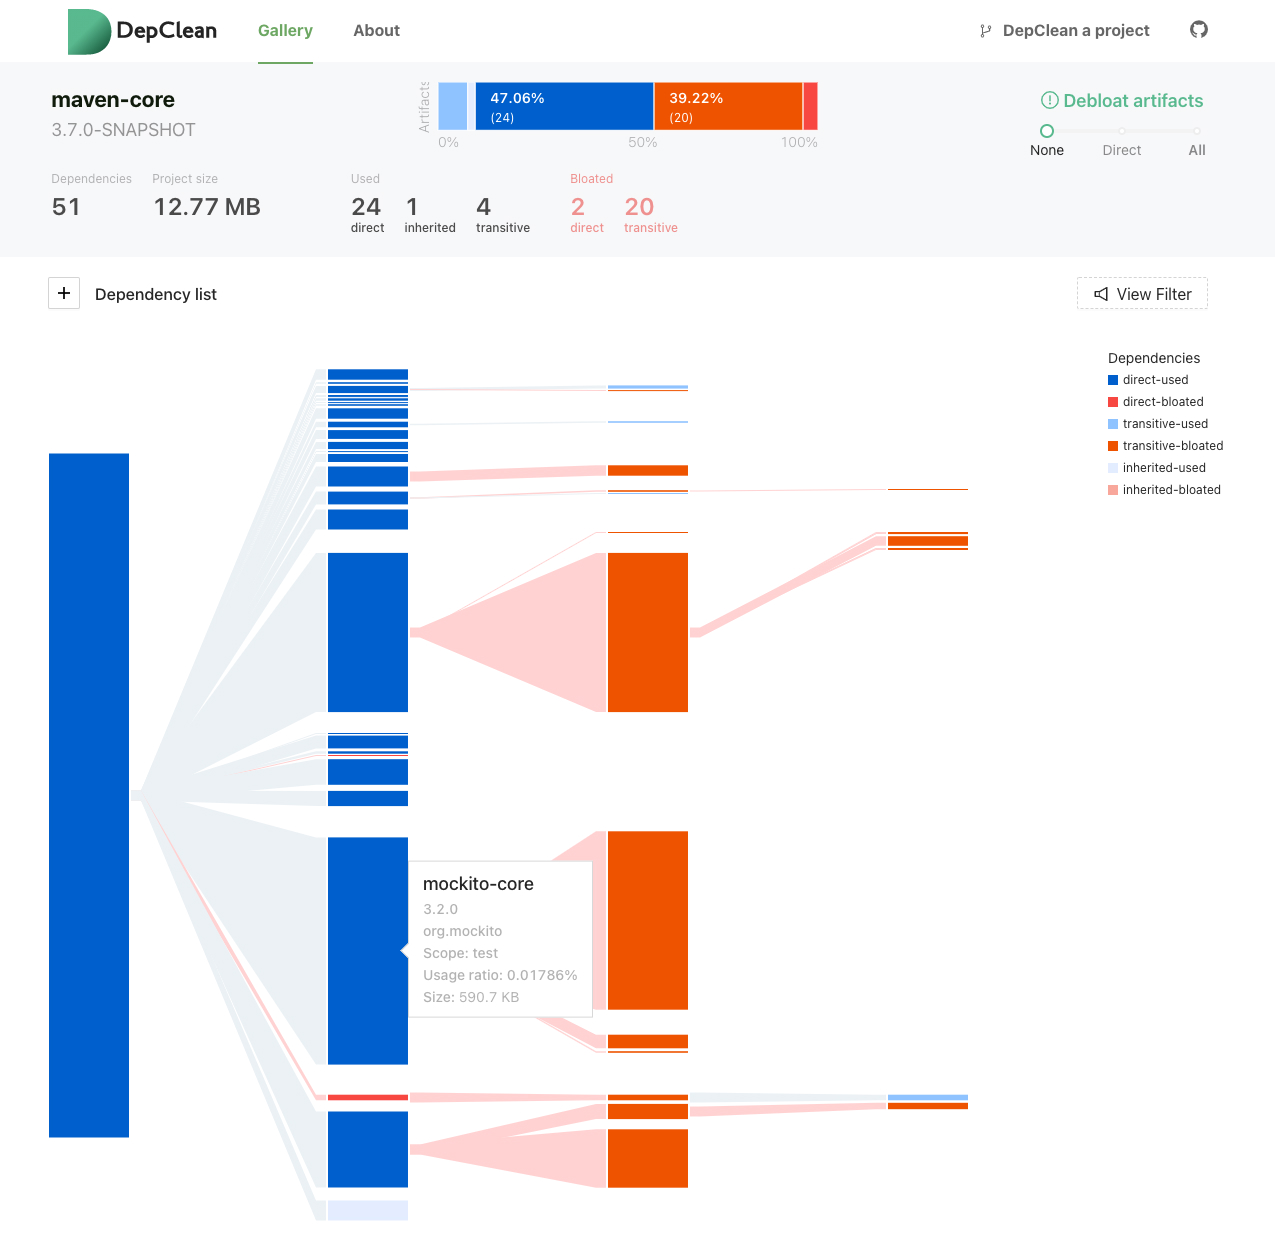 DepClean
Gallery
About
DepClean a project
maven-core
3.7.0-SNAPSHOT
Artifacts
47.06%
(24)
39.22%
(20)
0%
50%
100%
Debloat artifacts
None
Direct
All
Dependencies
Project size
51
12.77 MB
Used
24
direct
1
inherited
4
transitive
Bloated
2
direct
20
transitive
+ Dependency list
View Filter
Dependencies
direct-used
direct-bloated
transitive-used
transitive-bloated
inherited-used
inherited-bloated
mockito-core
3.2.0
org.mockito
Scope: test
Usage ratio: 0.01786%
Size: 590.7 KB